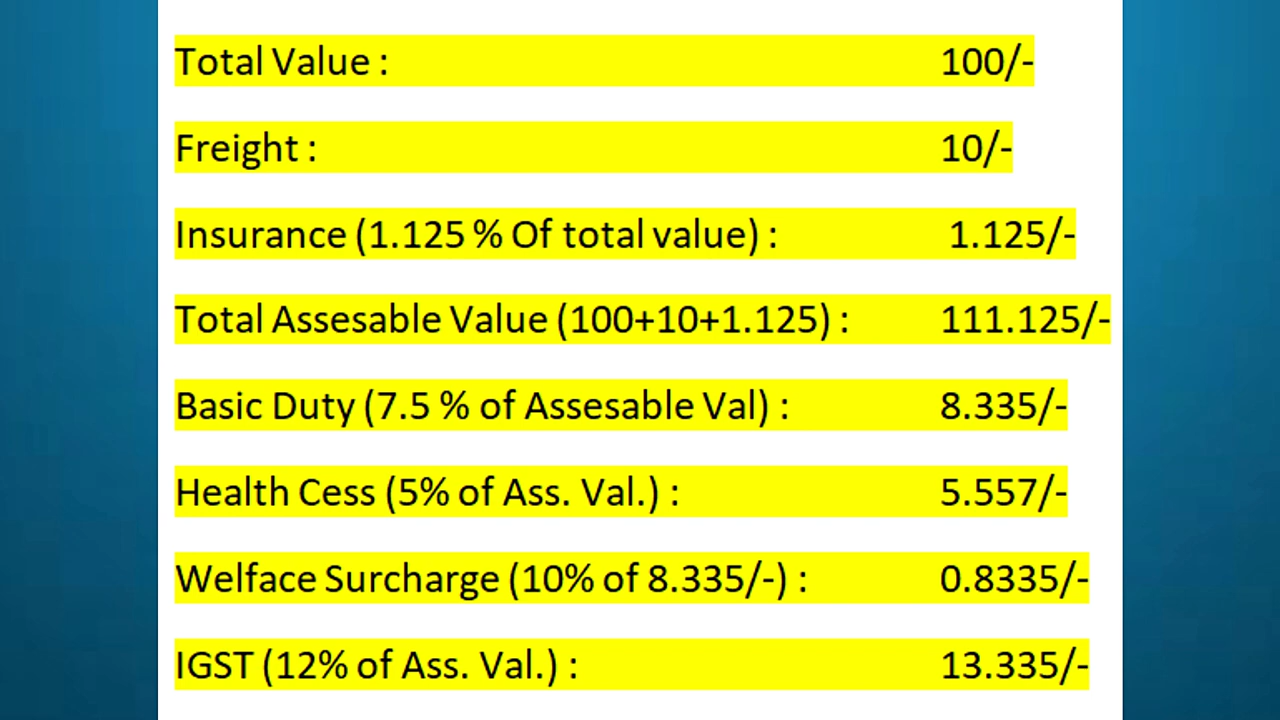 Total Value : 100/-
Freight : 10/-
Insurance (1.125 % Of total value) : 1.125/-
Total Assesable Value (100+10+1.125) : 111.125/-
Basic Duty (7.5 % of Assesable Val) : 8.335/-
Health Cess (5% of Ass. Val.) : 5.557/-
Welface Surcharge (10% of 8.335/-) : 0.8335/-
IGST (12% of Ass. Val.) : 13.335/-